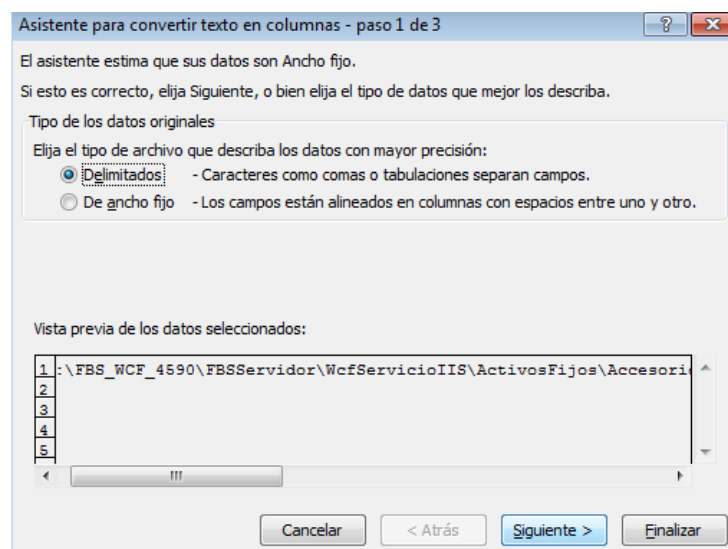 Asistente para convertir texto en columnas - paso 1 de 3
El asistente estima que sus datos son Ancho fijo.
Si esto es correcto, elija Siguiente, o bien elija el tipo de datos que mejor los describa.
Tipo de los datos originales
Elija el tipo de archivo que describa los datos con mayor precisión:
Delimitados - Caracteres como comas o tabulaciones separan campos.
De ancho fijo - Los campos están alineados en columnas con espacios entre uno y otro.
Vista previa de los datos seleccionados:
1 :\FBS_WCF_4590\FBSServidor\WcfServicioIIS\ActivosFijos\Accesorio
2
3
4
5
Cancelar < Atrás Siguiente > Finalizar